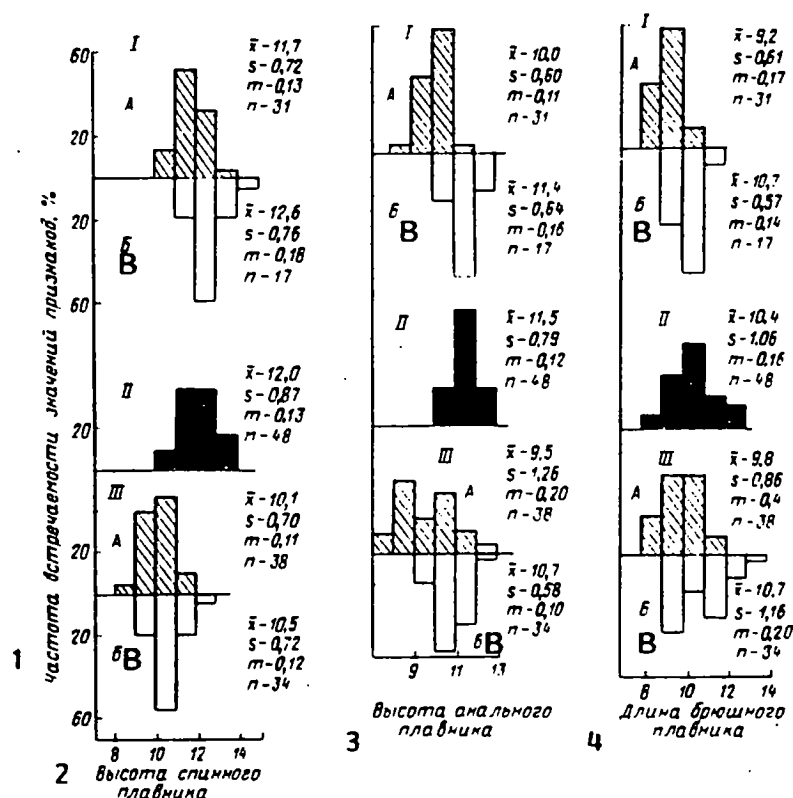 Частота встречаемости значений признаков, %
60
20
20
60
20
20
20
60
I
А
x̄-11,7
s-0,72
m-0,13
n-31
Б
В
x̄-12,6
s-0,76
m-0,18
n-17
II
x̄-12,0
s-0,87
m-0,13
n-48
III
А
x̄-10,1
s-0,70
m-0,11
n-38
б
В
x̄-10,5
s-0,72
m-0,12
n-34
8 10 12 14
1
2
Высота спинного
плавника
I
А
x̄-10,0
s-0,60
m-0,11
n-31
Б
В
x̄-11,4
s-0,64
m-0,16
n-17
II
x̄-11,5
s-0,79
m-0,12
n-48
III
А
x̄-9,5
s-1,26
m-0,20
n-38
x̄-10,7
s-0,58
m-0,10
n-34
б
В
9 11 13
3
Высота анального
плавника
I
А
x̄-9,2
s-0,61
m-0,17
n-31
Б
В
x̄-10,7
s-0,57
m-0,14
n-17
II
x̄-10,4
s-1.06
m-0,16
n-48
III
А
x̄-9,8
s-0,86
m-0,4
n-38
Б
В
x̄-10,7
s-1,16
m-0,20
n-34
8 10 12 14
4
Длина брюшного
плавника